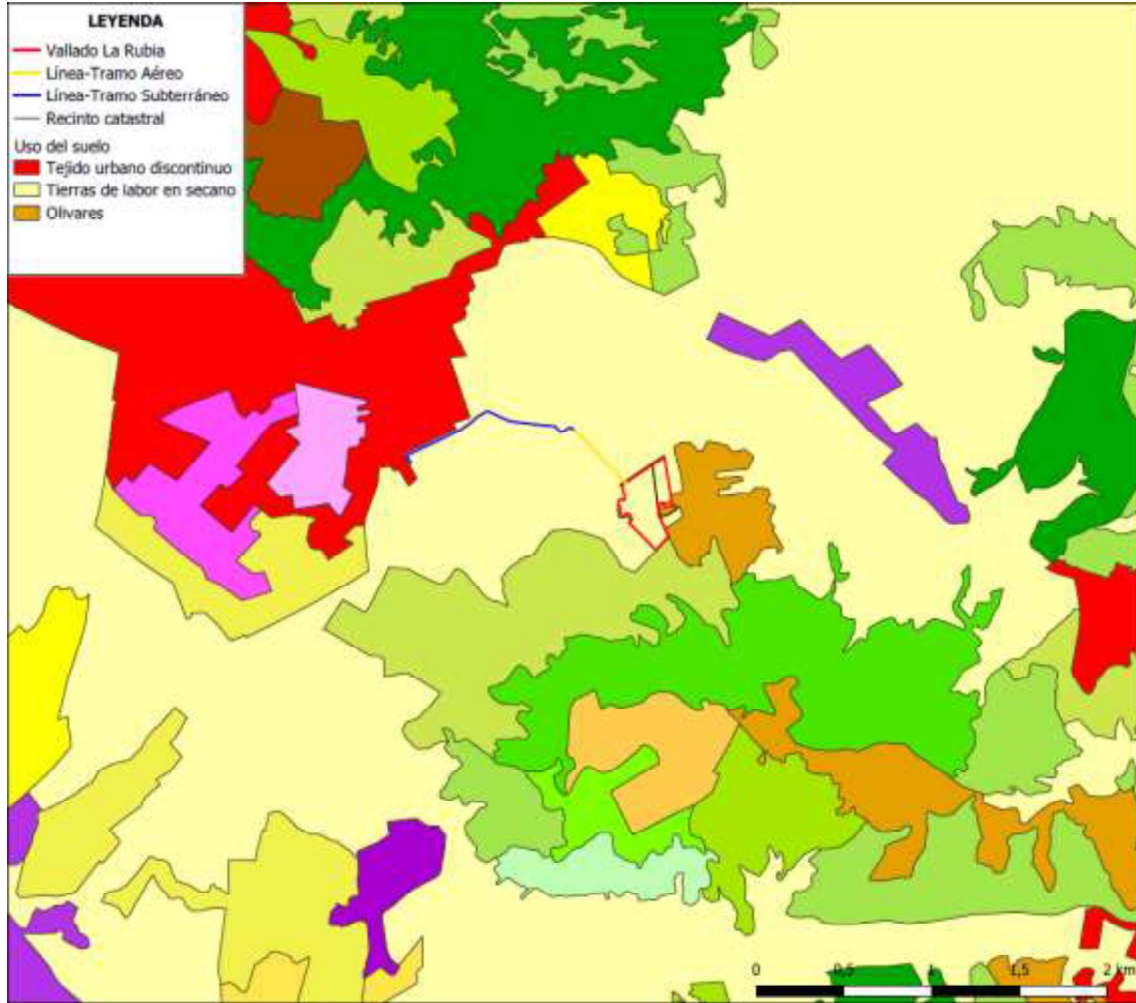 LEYENDA
Vallado La Rubia
Línea-Tramo Aéreo
Línea-Tramo Subterráneo
Recinto catastral
Uso del suelo
Tejido urbano discontinuo
Tierras de labor en secano
Olivares
0 0,5 1 1,5 2 km